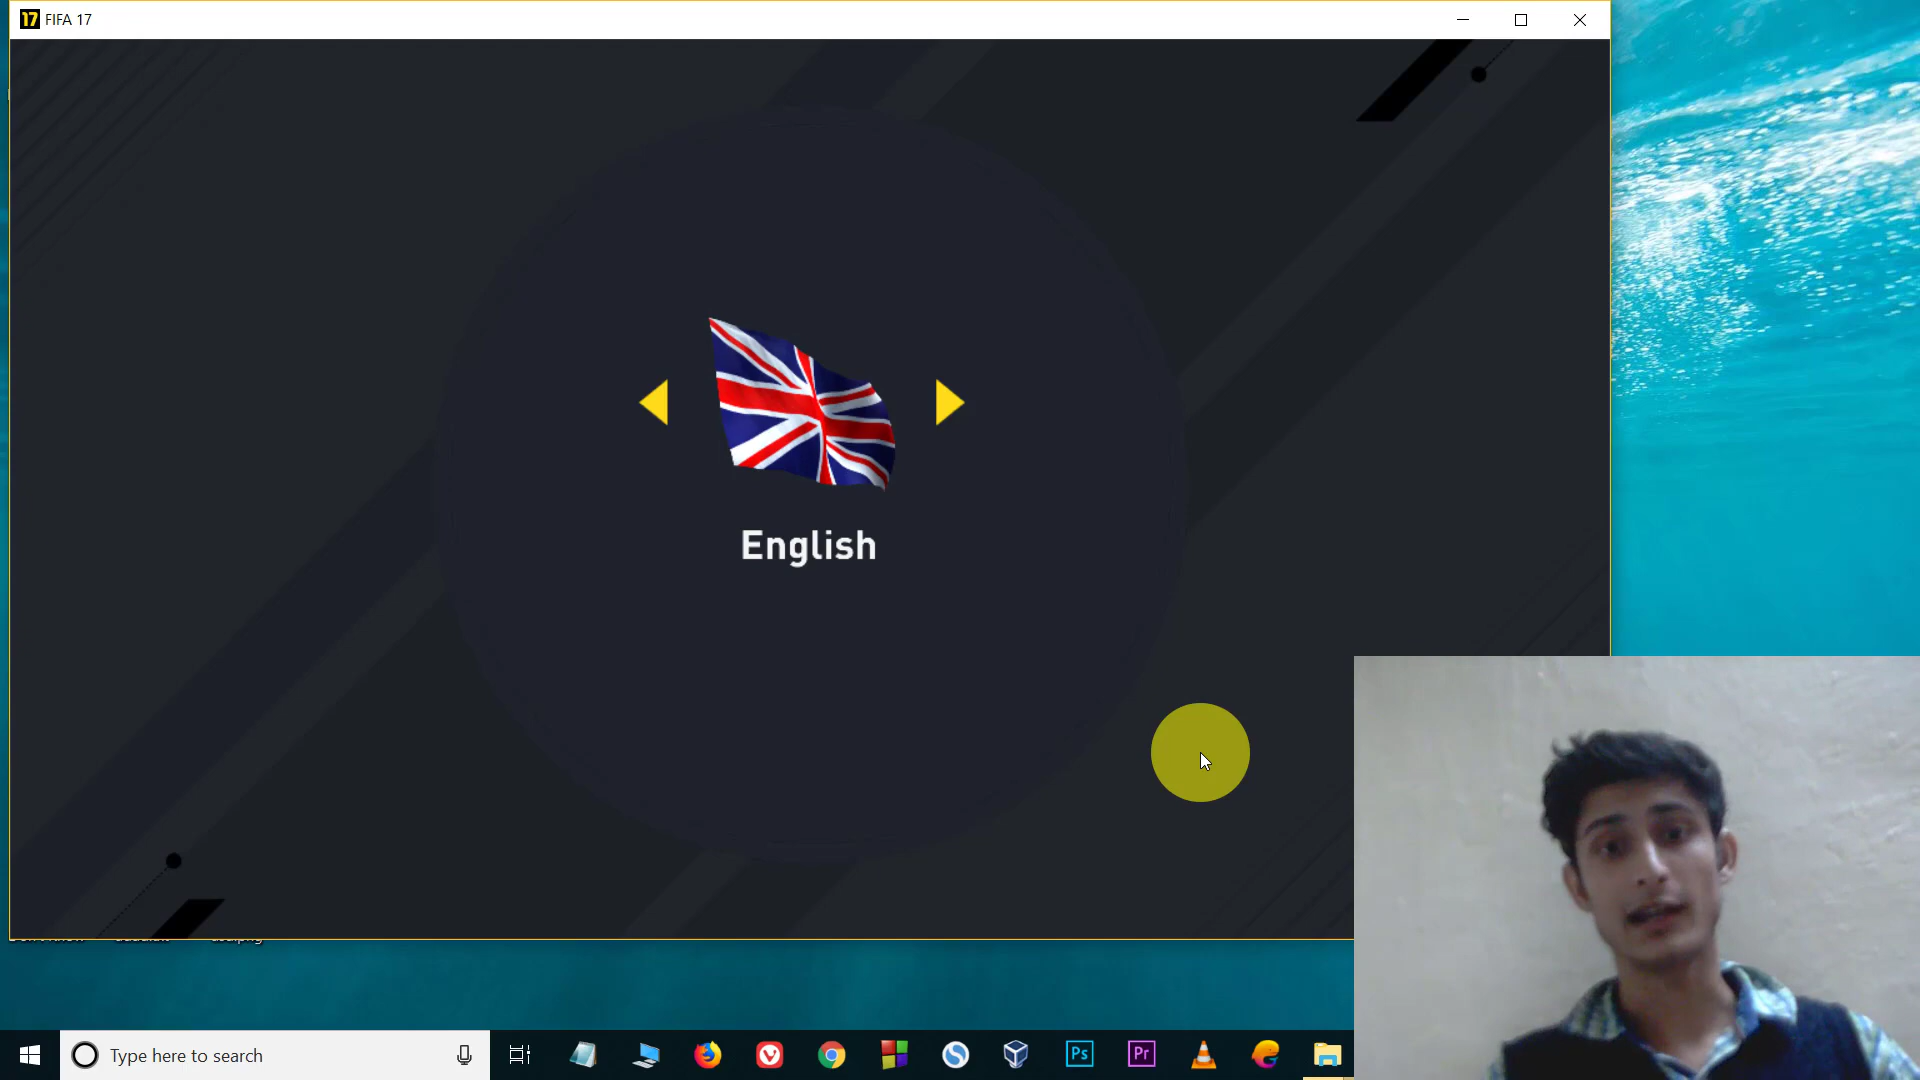 17 FIFA 17
English
Type here to search
Ps
Pr